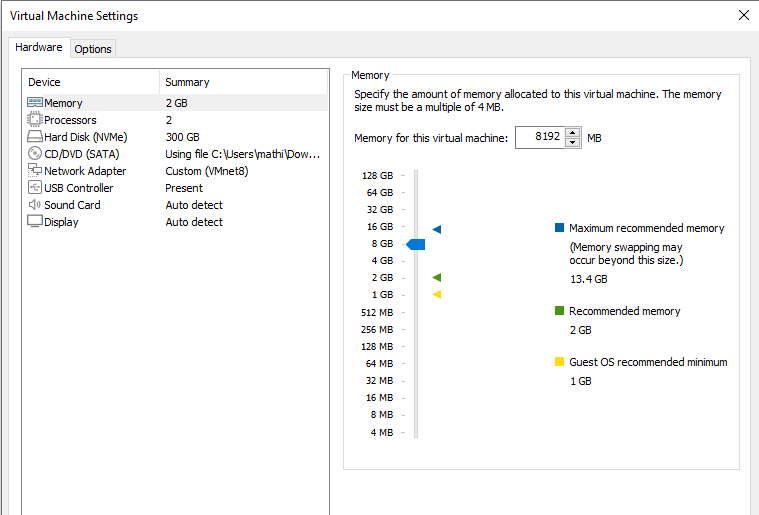 Virtual Machine Settings
Hardware Options
Device Summary
Memory 2 GB
Processors 2
Hard Disk (NVMe) 300 GB
CD/DVD (SATA) Using file C:\Users\mathi\Dow...
Network Adapter Custom (VMnet8)
USB Controller Present
Sound Card Auto detect
Display Auto detect
Memory
Specify the amount of memory allocated to this virtual machine. The memory
size must be a multiple of 4 MB.
Memory for this virtual machine: 8192 MB
128 GB
64 GB
32 GB
16 GB
8 GB
4 GB
2 GB
1 GB
512 MB
256 MB
128 MB
64 MB
32 MB
16 MB
8 MB
4 MB
Maximum recommended memory
(Memory swapping may
occur beyond this size.)
13.4 GB
Recommended memory
2 GB
Guest OS recommended minimum
1 GB